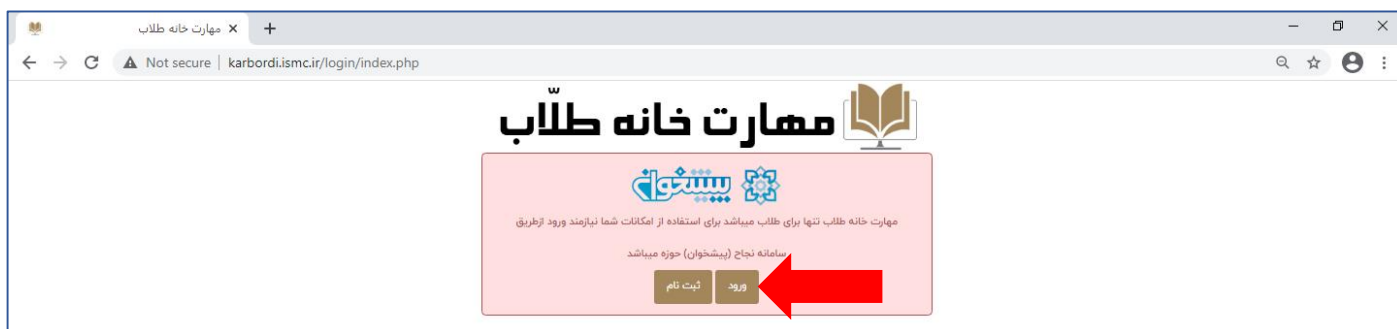 مهارت خانه طلاب
Not secure | karbordi.ismc.ir/login/index.php
مهارت خانه طلّاب
پیشخوان
مهارت خانه طلاب تنها برای طلاب میباشد برای استفاده از امکانات شما نیازمند ورود ازطریق
سامانه نجاح (پیشخوان) حوزه میباشد
ورود ثبت نام